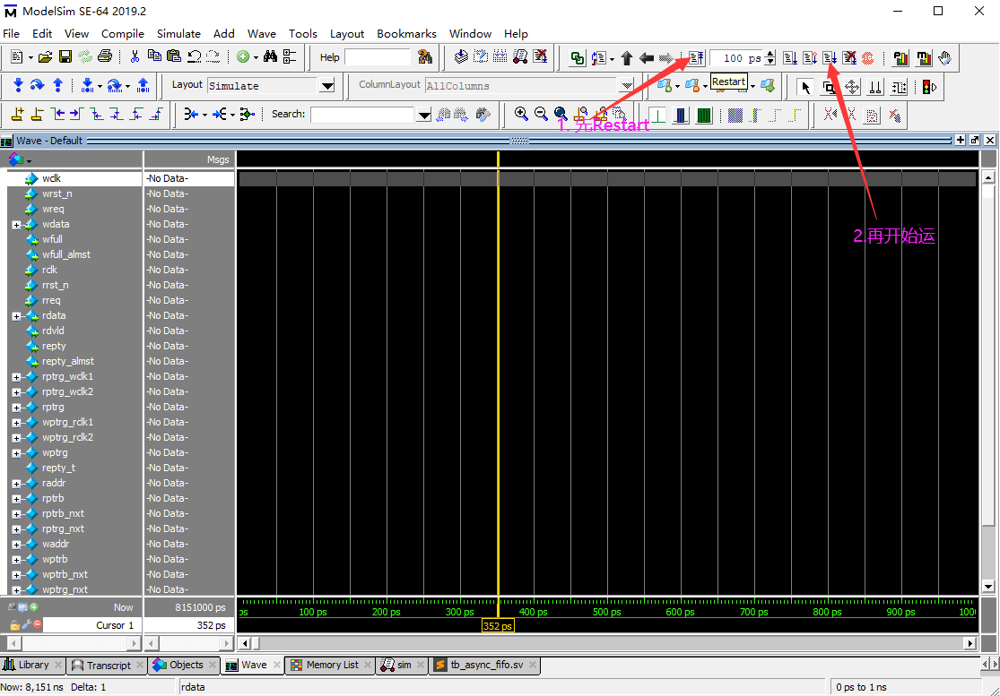 ModelSim SE-64 2019.2
File Edit View Compile Simulate Add Wave Tools Layout Bookmarks Window Help
Help
100 ps
Layout Simulate
ColumnLayout AllColumns
Restart
Search:
1. 先Restart
Wave - Default
Msgs
wclk -No Data-
wrst_n -No Data-
wreq -No Data-
wdata -No Data-
wfull -No Data-
wfull_almst -No Data-
2.再开始运
rclk -No Data-
rrst_n -No Data-
rreq -No Data-
rdata -No Data-
rdvld -No Data-
repty -No Data-
repty_almst -No Data-
rptrg_wclk1 -No Data-
rptrg_wclk2 -No Data-
rptrg -No Data-
wptrg_rclk1 -No Data-
wptrg_rclk2 -No Data-
wptrg -No Data-
repty_t -No Data-
raddr -No Data-
rptrb -No Data-
rptrb_nxt -No Data-
rptrg_nxt -No Data-
waddr -No Data-
wptrb -No Data-
wptrb_nxt -No Data-
wptrg_nxt -No Data-
Now 8151000 ps
ps 100 ps 200 ps 300 ps 400 ps 500 ps 600 ps 700 ps 800 ps 900 ps 100
Cursor 1 352 ps
352 ps
Library Transcript Objects Wave Memory List sim tb_async_fifo.sv
Now: 8,151 ns Delta: 1 rdata 0 ps to 1 ns